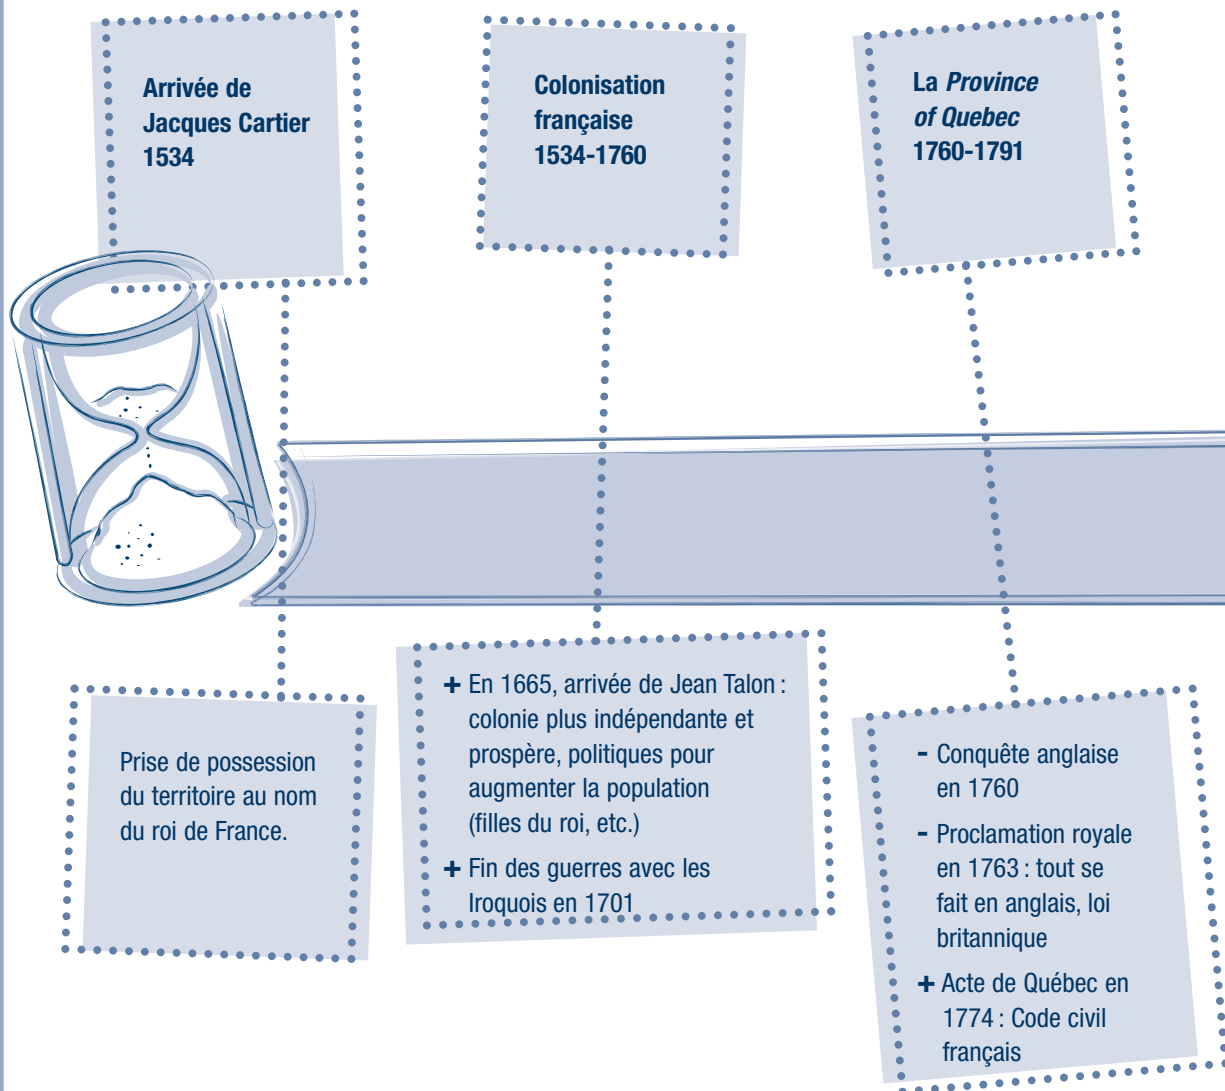 Arrivée de
Jacques Cartier
1534
Colonisation
française
1534-1760
La Province
of Quebec
1760-1791
Prise de possession
du territoire au nom
du roi de France.
+ En 1665, arrivée de Jean Talon :
colonie plus indépendante et
prospère, politiques pour
augmenter la population
(filles du roi, etc.)
+ Fin des guerres avec les
Iroquois en 1701
- Conquête anglaise
en 1760
- Proclamation royale
en 1763 : tout se
fait en anglais, loi
britannique
+ Acte de Québec en
1774 : Code civil
français